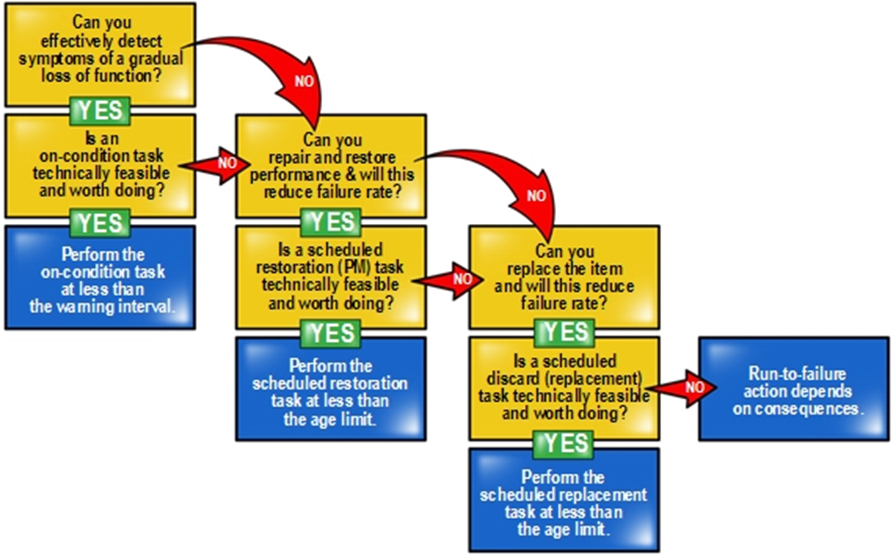 Can you
effectively detect
symptoms of a gradual
loss of function?
NO
YES
Is an
on-condition task
technically feasible
and worth doing?
NO
YES
Perform the
on-condition task
at less than
the warning interval.
Can you
repair and restore
performance & will this
reduce failure rate?
NO
YES
Is a scheduled
restoration (PM) task
technically feasible
and worth doing?
NO
YES
Perform the
scheduled restoration
task at less than
the age limit.
Can you
replace the item
and will this reduce
failure rate?
YES
Is a scheduled
discard (replacement)
task technically feasible
and worth doing?
NO
YES
Perform the
scheduled replacement
task at less than
the age limit.
Run-to-failure
action depends
on consequences.